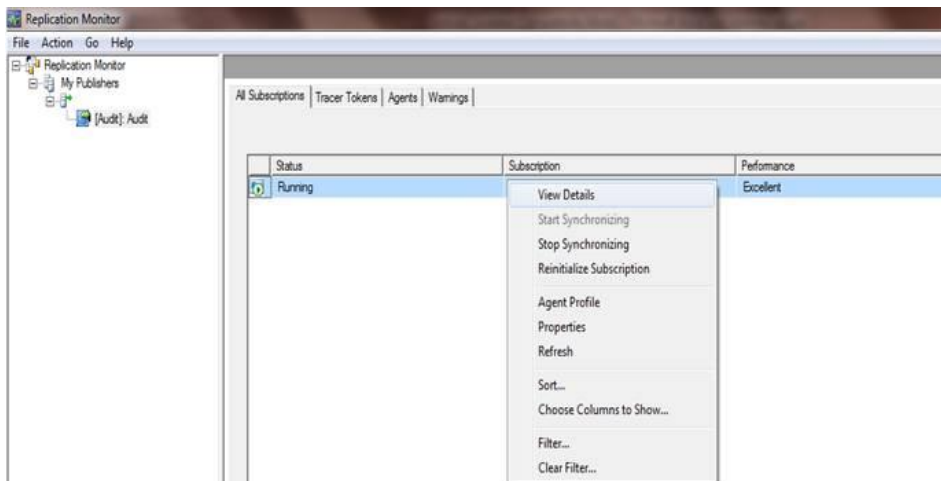 Replication Monitor
File Action Go Help
Replication Monitor
My Publishers
[Audit]: Audit
All Subscriptions Tracer Tokens Agents Warnings
Status Subscription Performance
Running Excellent
View Details
Start Synchronizing
Stop Synchronizing
Reinitialize Subscription
Agent Profile
Properties
Refresh
Sort...
Choose Columns to Show...
Filter...
Clear Filter...